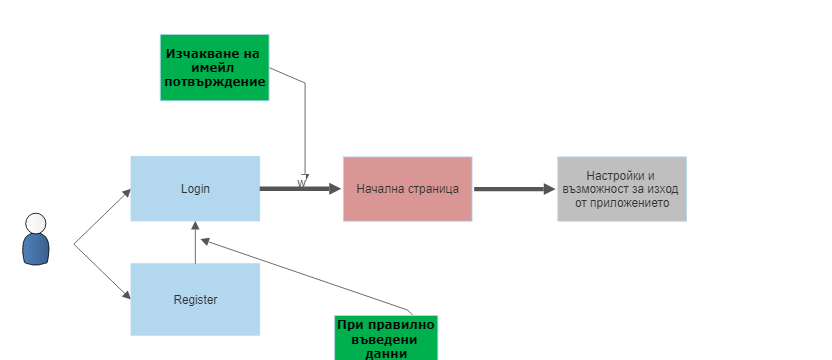 Изчакване на
имейл
потвърждение
W
Login
Начална страница
Настройки и
възможност за изход
от приложението
Register
При правилно
въведени
данни